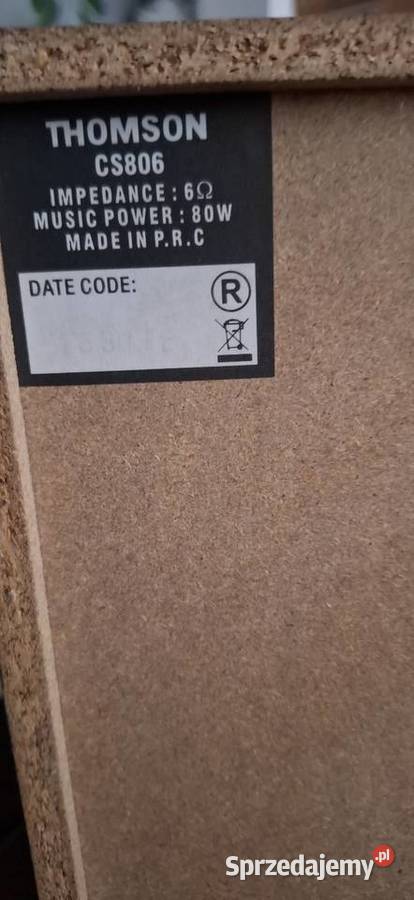 THOMSON
CS806
IMPEDANCE : 6Ω
MUSIC POWER : 80W
MADE IN P.R.C
DATE CODE:
R
Sprzedajemy.pl